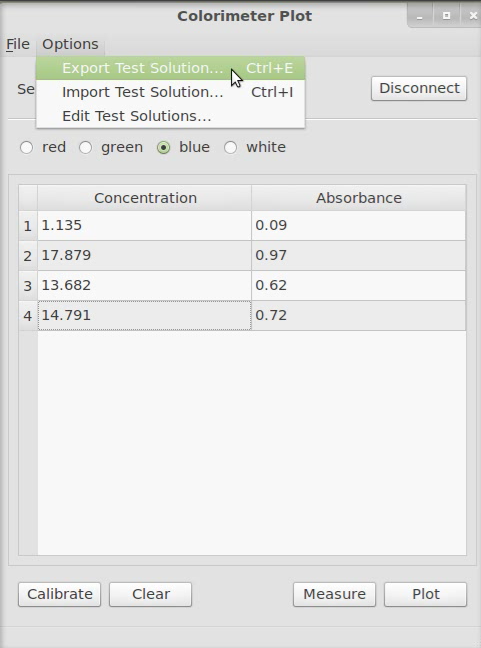 Colorimeter Plot
File Options
Export Test Solution... Ctrl+E
Import Test Solution... Ctrl+I
Edit Test Solutions...
Disconnect
red green blue white
Concentration Absorbance
1 1.135 0.09
2 17.879 0.97
3 13.682 0.62
4 14.791 0.72
Calibrate Clear Measure Plot